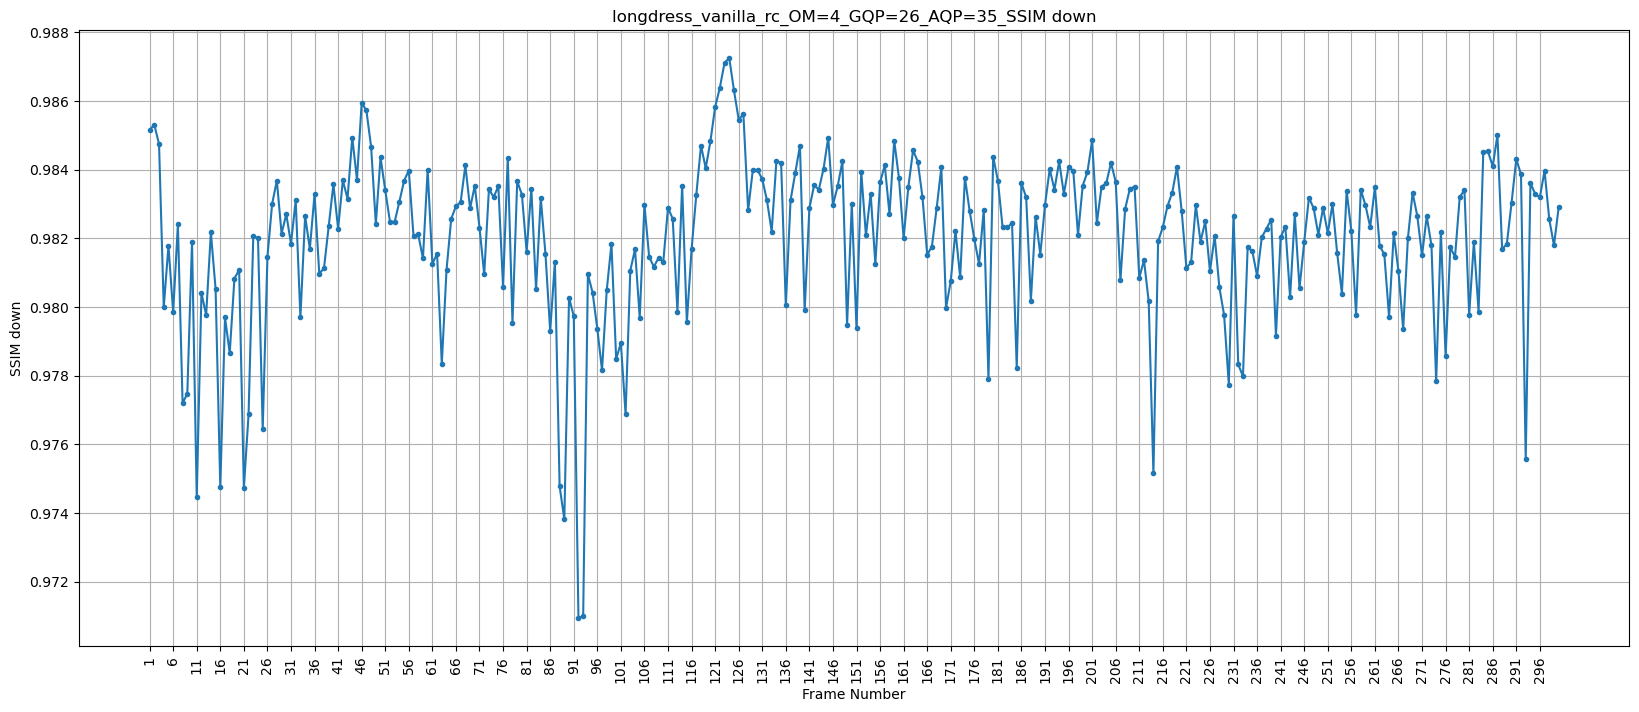 longdress_vanilla_rc_OM=4_GQP=26_AQP=35_SSIM down
0.988
0.986
0.984
0.982
0.980
0.978
0.976
0.974
0.972
SSIM down
1 6 11 16 21 26 31 36 41 46 51 56 61 66 71 76 81 86 91 96 101 106 111 116 121 126 131 136 141 146 151 156 161 166 171 176 181 186 191 196 201 206 211 216 221 226 231 236 241 246 251 256 261 266 271 276 281 286 291 296
Frame Number